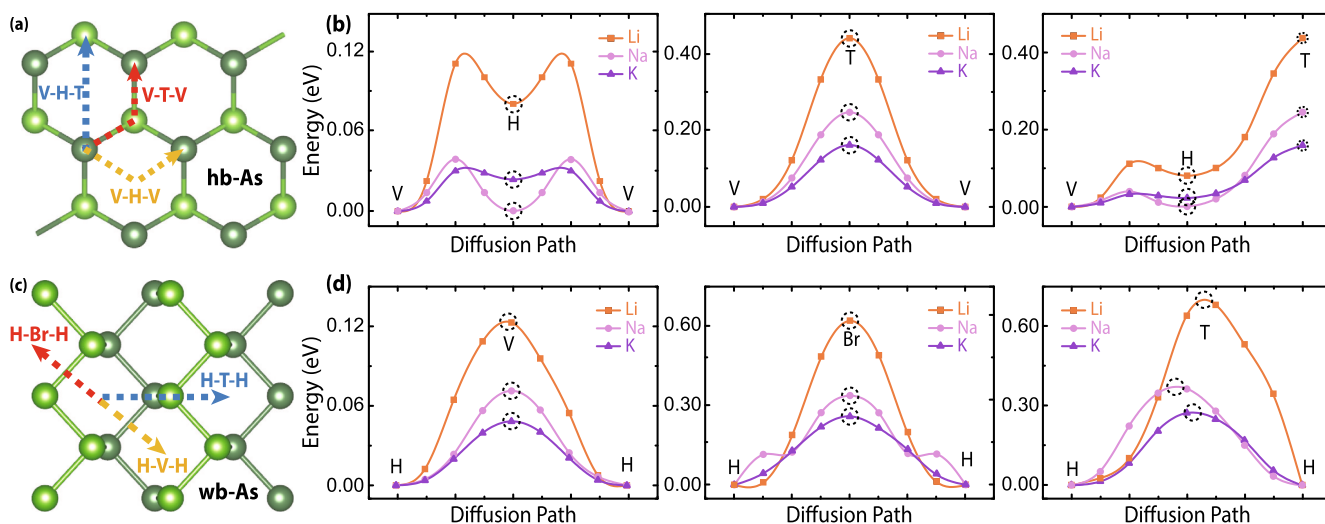 (a)
V-H-T
V-T-V
V-H-V
hb-As
(b)
Energy (eV)
0.12
0.06
0.00
Li
Na
K
V
H
V
Diffusion Path
0.40
0.20
0.00
Li
Na
K
V
T
V
Diffusion Path
0.40
0.20
0.00
Li
Na
K
V
H
T
Diffusion Path
(c)
H-Br-H
H-T-H
H-V-H
wb-As
(d)
Energy (eV)
0.12
0.06
0.00
Li
Na
K
H
V
H
Diffusion Path
0.60
0.30
0.00
Li
Na
K
H
Br
H
Diffusion Path
0.60
0.30
0.00
Li
Na
K
H
T
H
Diffusion Path